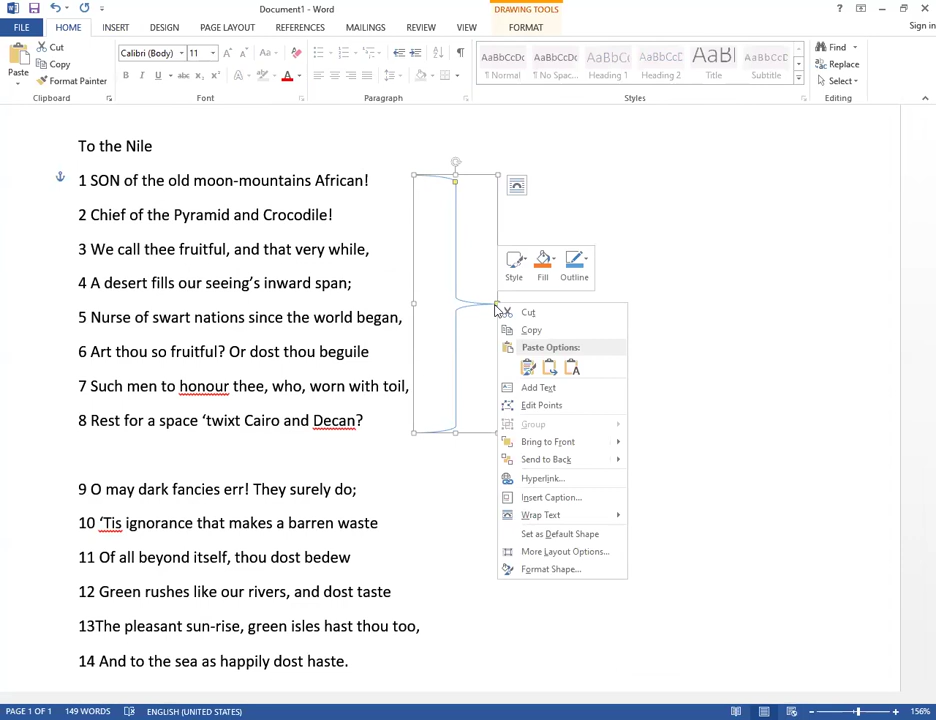 Document1 - Word
DRAWING TOOLS
FILE
HOME
INSERT
DESIGN
PAGE LAYOUT
REFERENCES
MAILINGS
REVIEW
VIEW
FORMAT
Sign in
Paste
Cut
Copy
Format Painter
Clipboard
Calibri (Body)
11
Font
Paragraph
AaBbCcDc
¶ Normal
AaBbCcDc
¶ No Spac...
AaBbCc
Heading 1
AaBbCcD
Heading 2
AaBl
Title
AaBbCcD
Subtitle
Styles
Find
Replace
Select
Editing
To the Nile
1 SON of the old moon-mountains African!
2 Chief of the Pyramid and Crocodile!
3 We call thee fruitful, and that very while,
4 A desert fills our seeing’s inward span;
5 Nurse of swart nations since the world began,
6 Art thou so fruitful? Or dost thou beguile
7 Such men to honour thee, who, worn with toil,
8 Rest for a space ‘twixt Cairo and Decan?
9 O may dark fancies err! They surely do;
10 ‘Tis ignorance that makes a barren waste
11 Of all beyond itself, thou dost bedew
12 Green rushes like our rivers, and dost taste
13The pleasant sun-rise, green isles hast thou too,
14 And to the sea as happily dost haste.
Style
Fill
Outline
Cut
Copy
Paste Options:
Add Text
Edit Points
Group
Bring to Front
Send to Back
Hyperlink...
Insert Caption...
Wrap Text
Set as Default Shape
More Layout Options...
Format Shape...
PAGE 1 OF 1
149 WORDS
ENGLISH (UNITED STATES)
156%